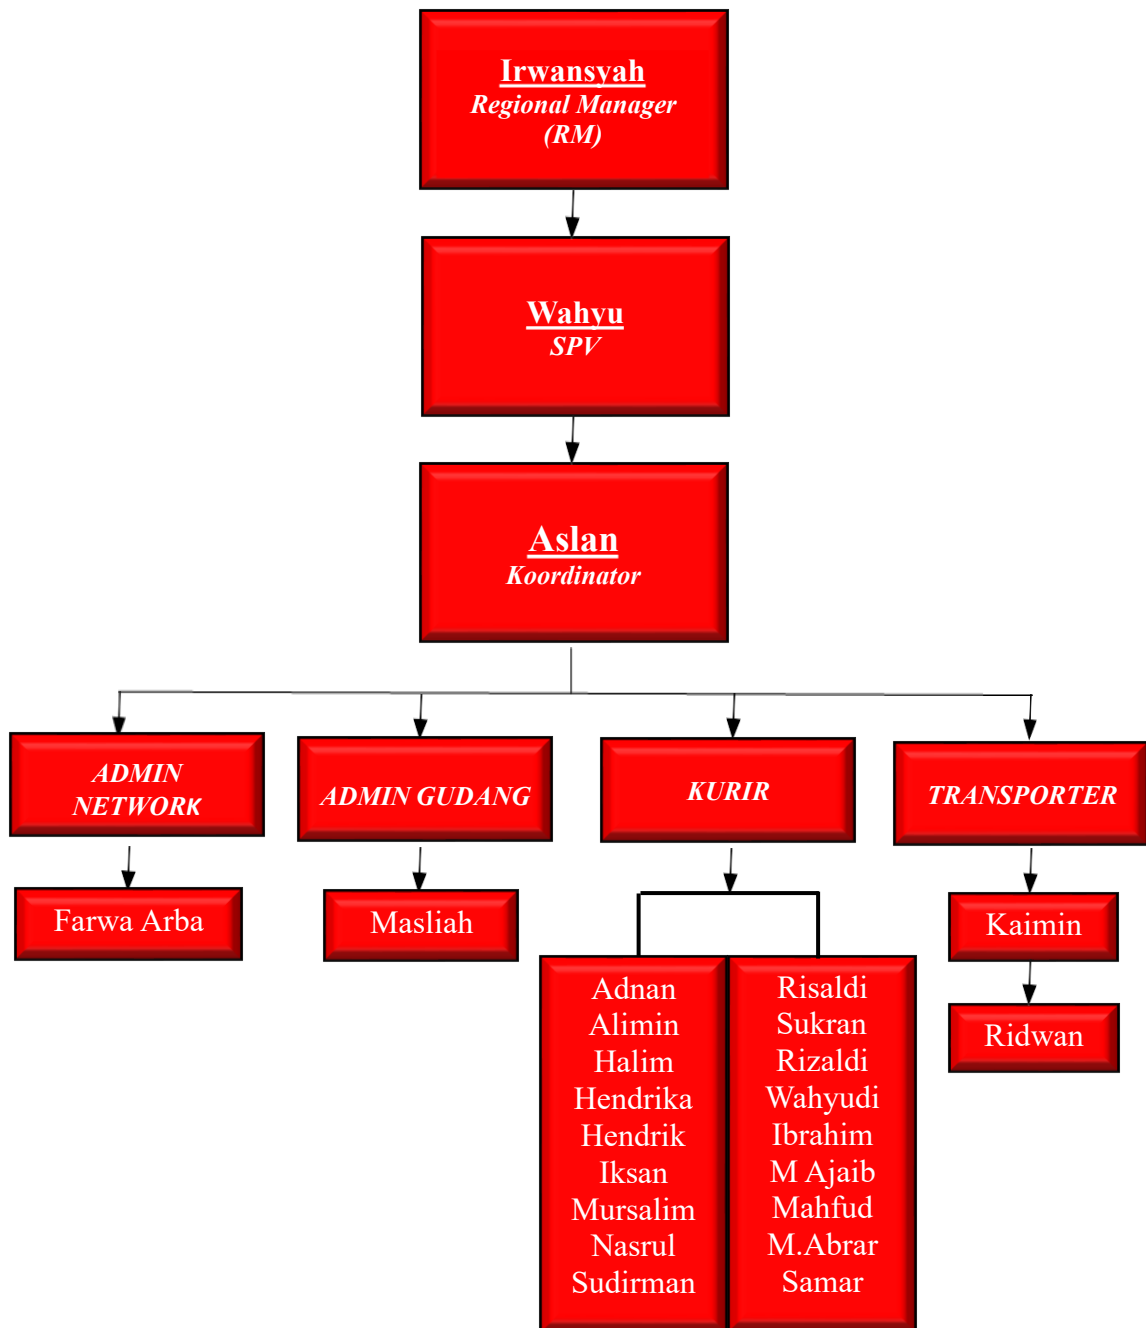 Irwansyah
Regional Manager
(RM)
Wahyu
SPV
Aslan
Koordinator
ADMIN
NETWORK
ADMIN GUDANG
KURIR
TRANSPORTER
Farwa Arba
Masliah
Kaimin
Ridwan
Adnan
Alimin
Halim
Hendrika
Hendrik
Iksan
Mursalim
Nasrul
Sudirman
Risaldi
Sukran
Rizaldi
Wahyudi
Ibrahim
M Ajaib
Mahfud
M.Abrar
Samar